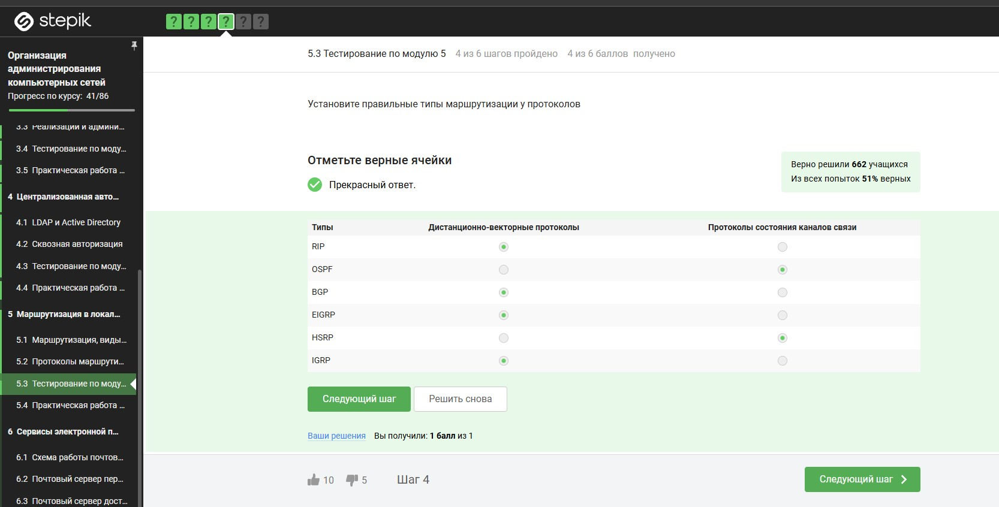 stepik
? ? ? ? ? ?
Организация
администрирования
компьютерных сетей
Прогресс по курсу: 41/86
3.3 Реализации и админи...
3.4 Тестирование по моду...
3.5 Практическая работа ...
4 Централизованная авто...
4.1 LDAP и Active Directory
4.2 Сквозная авторизация
4.3 Тестирование по моду...
4.4 Практическая работа ...
5 Маршрутизация в локал...
5.1 Маршрутизация, виды...
5.2 Протоколы маршрути...
5.3 Тестирование по моду...
5.4 Практическая работа ...
6 Сервисы электронной п...
6.1 Схема работы почтов...
6.2 Почтовый сервер пер...
6.3 Почтовый сервер дост...
5.3 Тестирование по модулю 5 4 из 6 шагов пройдено 4 из 6 баллов получено
Установите правильные типы маршрутизации у протоколов
Отметьте верные ячейки
Прекрасный ответ.
Верно решили 662 учащихся
Из всех попыток 51% верных
Типы Дистанционно-векторные протоколы Протоколы состояния каналов связи
RIP
OSPF
BGP
EIGRP
HSRP
IGRP
Следующий шаг Решить снова
Ваши решения Вы получили: 1 балл из 1
10 5 Шаг 4 Следующий шаг